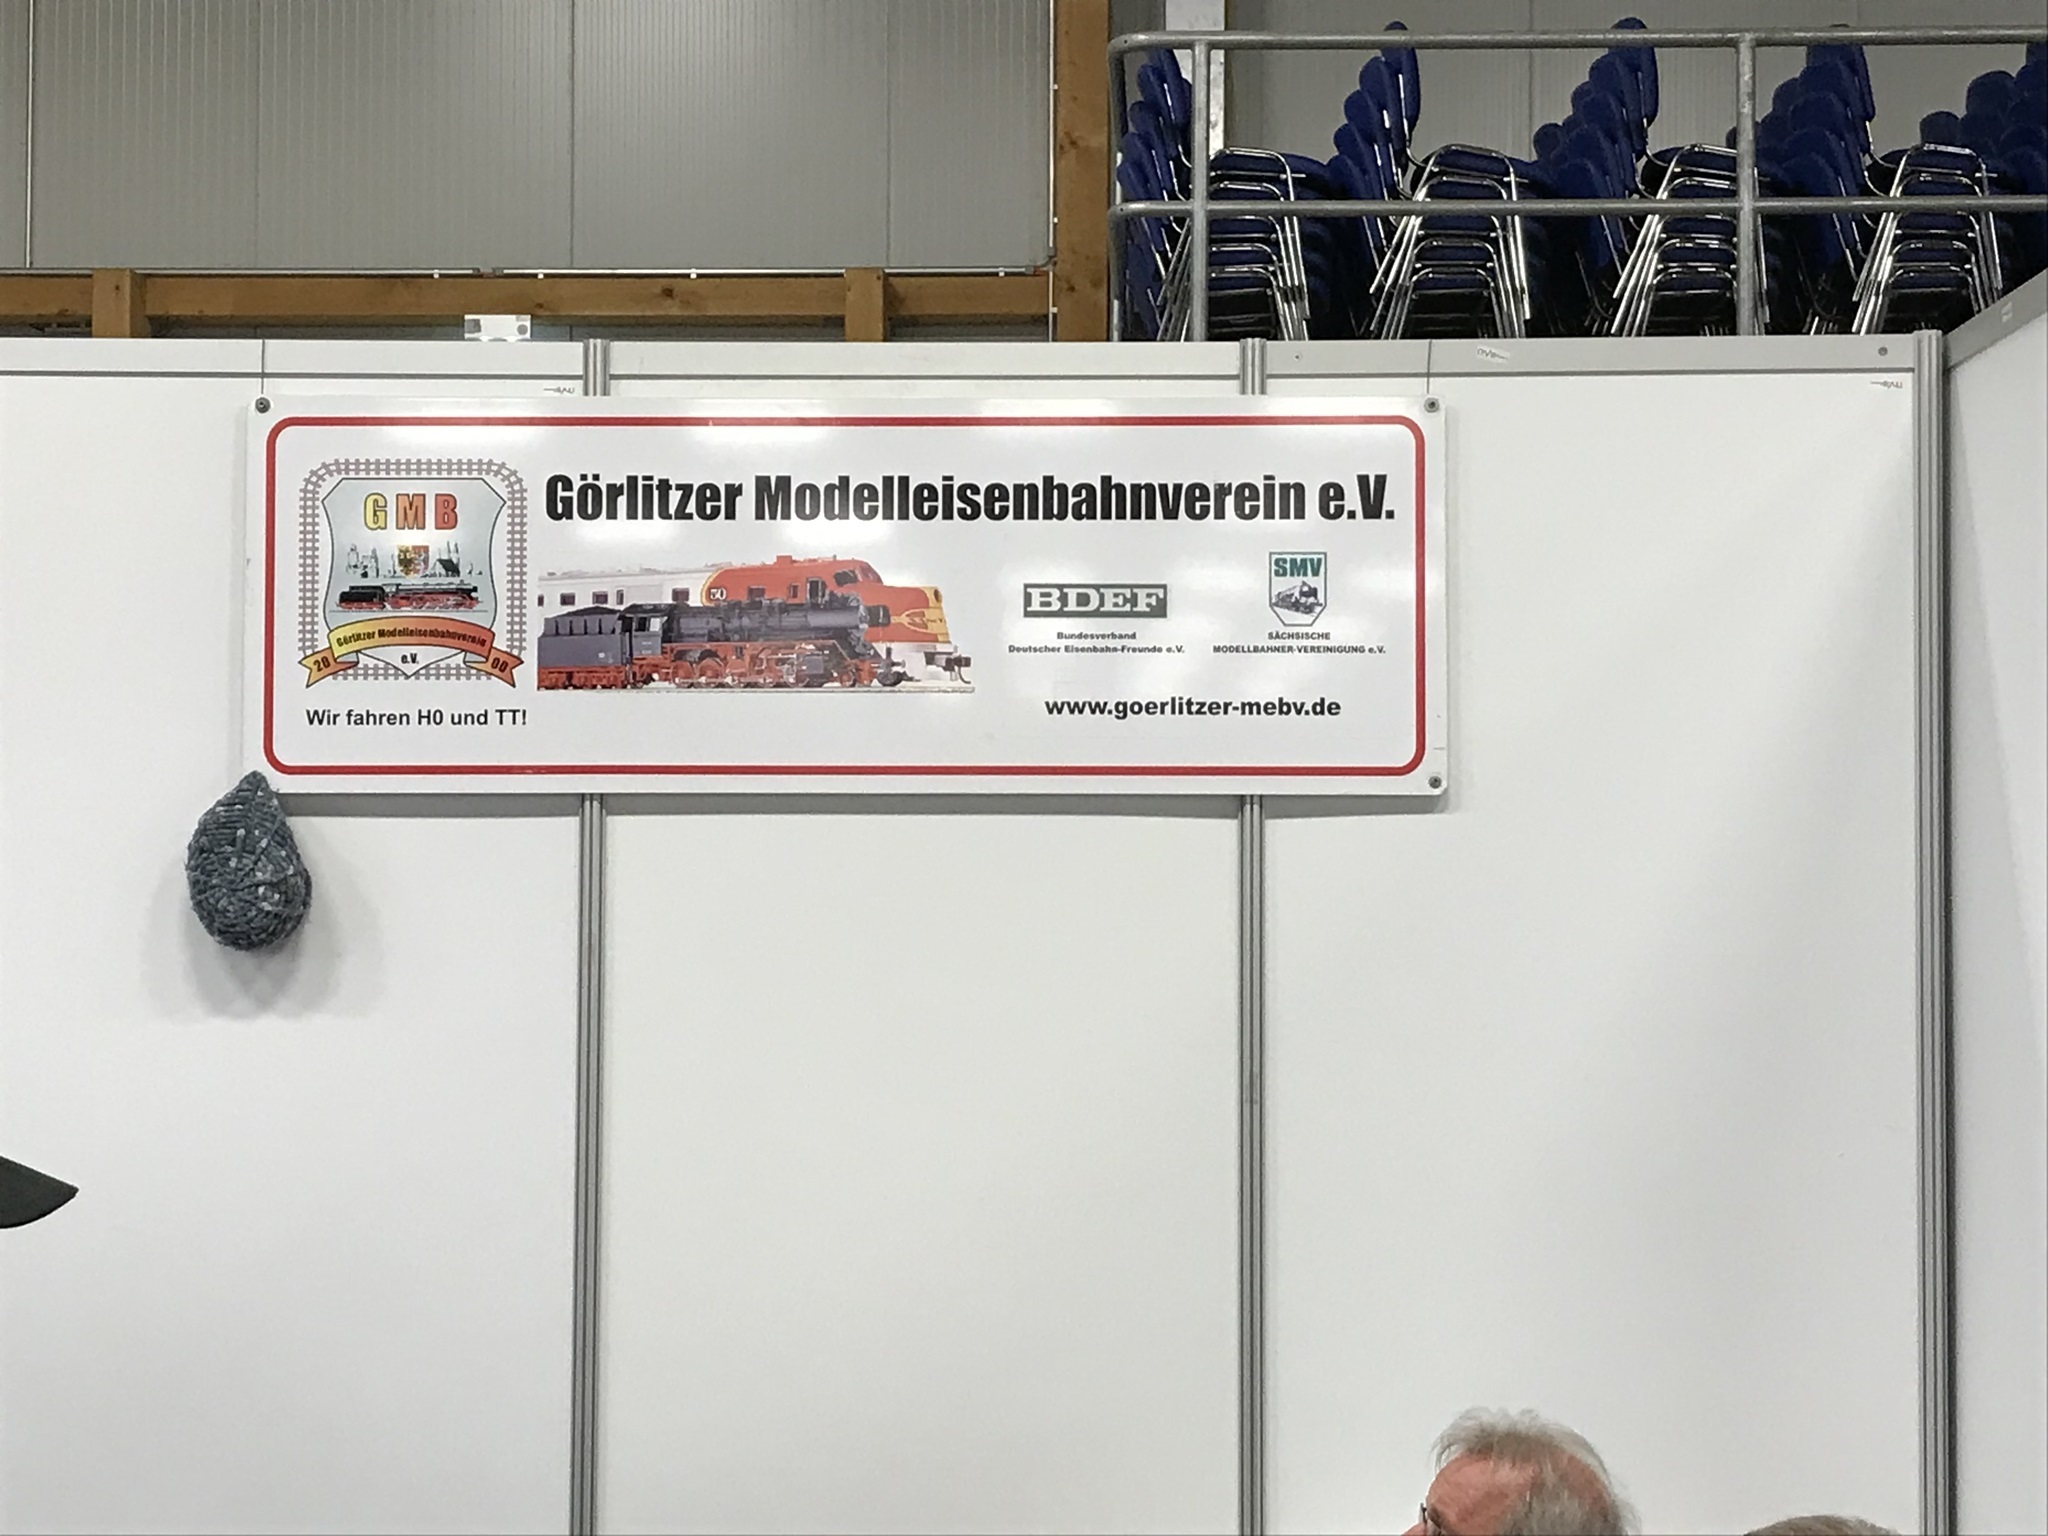 GMB
Görlitzer Modelleisenbahnverein
e.V.
20 00
Wir fahren H0 und TT!
Görlitzer Modelleisenbahnverein e.V.
50
BDEF
Bundesverband
Deutscher Eisenbahn-Freunde e.V.
SMV
SÄCHSISCHE
MODELLBAHNER-VEREINIGUNG e.V.
www.goerlitzer-mebv.de